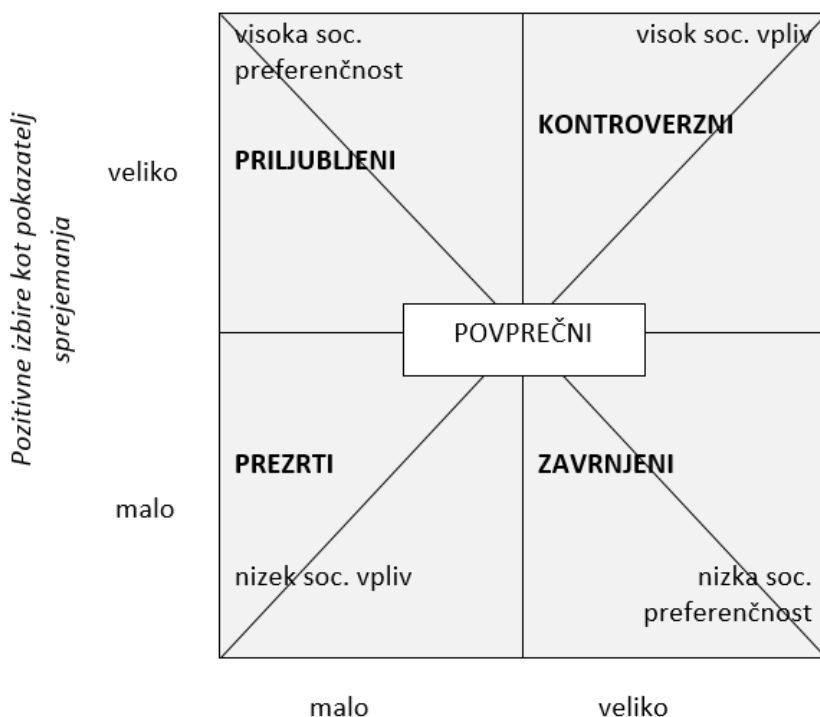 Pozitivne izbire kot pokazatelj
sprejemanja
veliko
malo
visoka soc.
preferenčnost
PRILJUBLJENI
visok soc. vpliv
KONTROVERZNI
POVPREČNI
PREZRTI
nizek soc. vpliv
ZAVRNJENI
nizka soc.
preferenčnost
malo
veliko